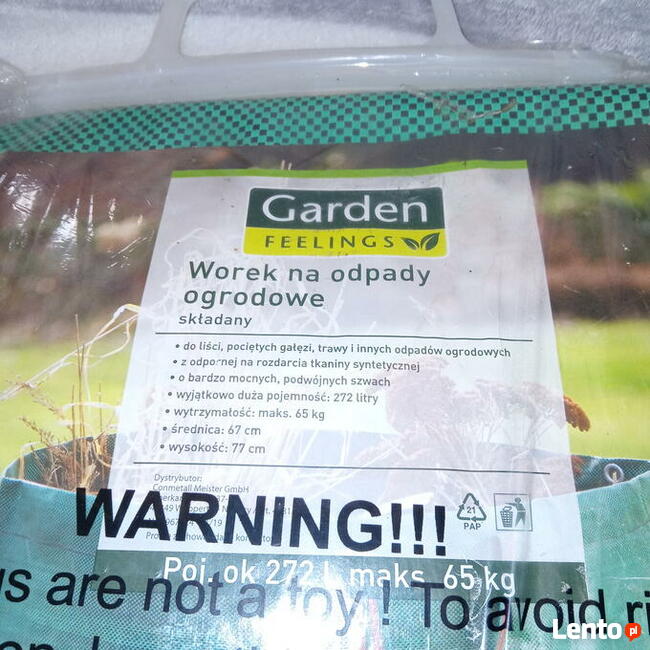 Garden
FEELINGS
Worek na odpady
ogrodowe
składany
• do liści, pociętych gałęzi, trawy i innych odpadów ogrodowych
• z odpornej na rozdarcia tkaniny syntetycznej
• o bardzo mocnych, podwójnych szwach
• wyjątkowo duża pojemność: 272 litry
• wytrzymałość: maks. 65 kg
• średnica: 67 cm
• wysokość: 77 cm
Dystrybutor:
Conmetall Meister GmbH
WARNING!!!
21
PAP
Poj. ok 272 l, maks. 65 kg
are not a toy! To avoid
Lento.pl